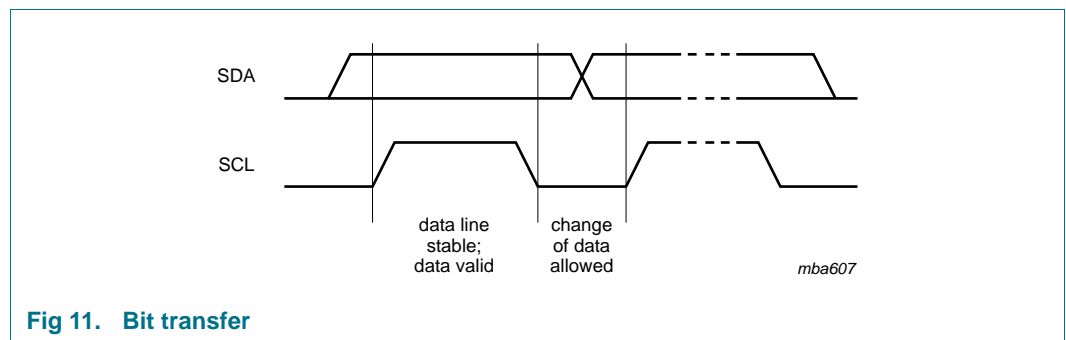 SDA
SCL
data line
stable;
data valid
change
of data
allowed
mba607
Fig 11. Bit transfer